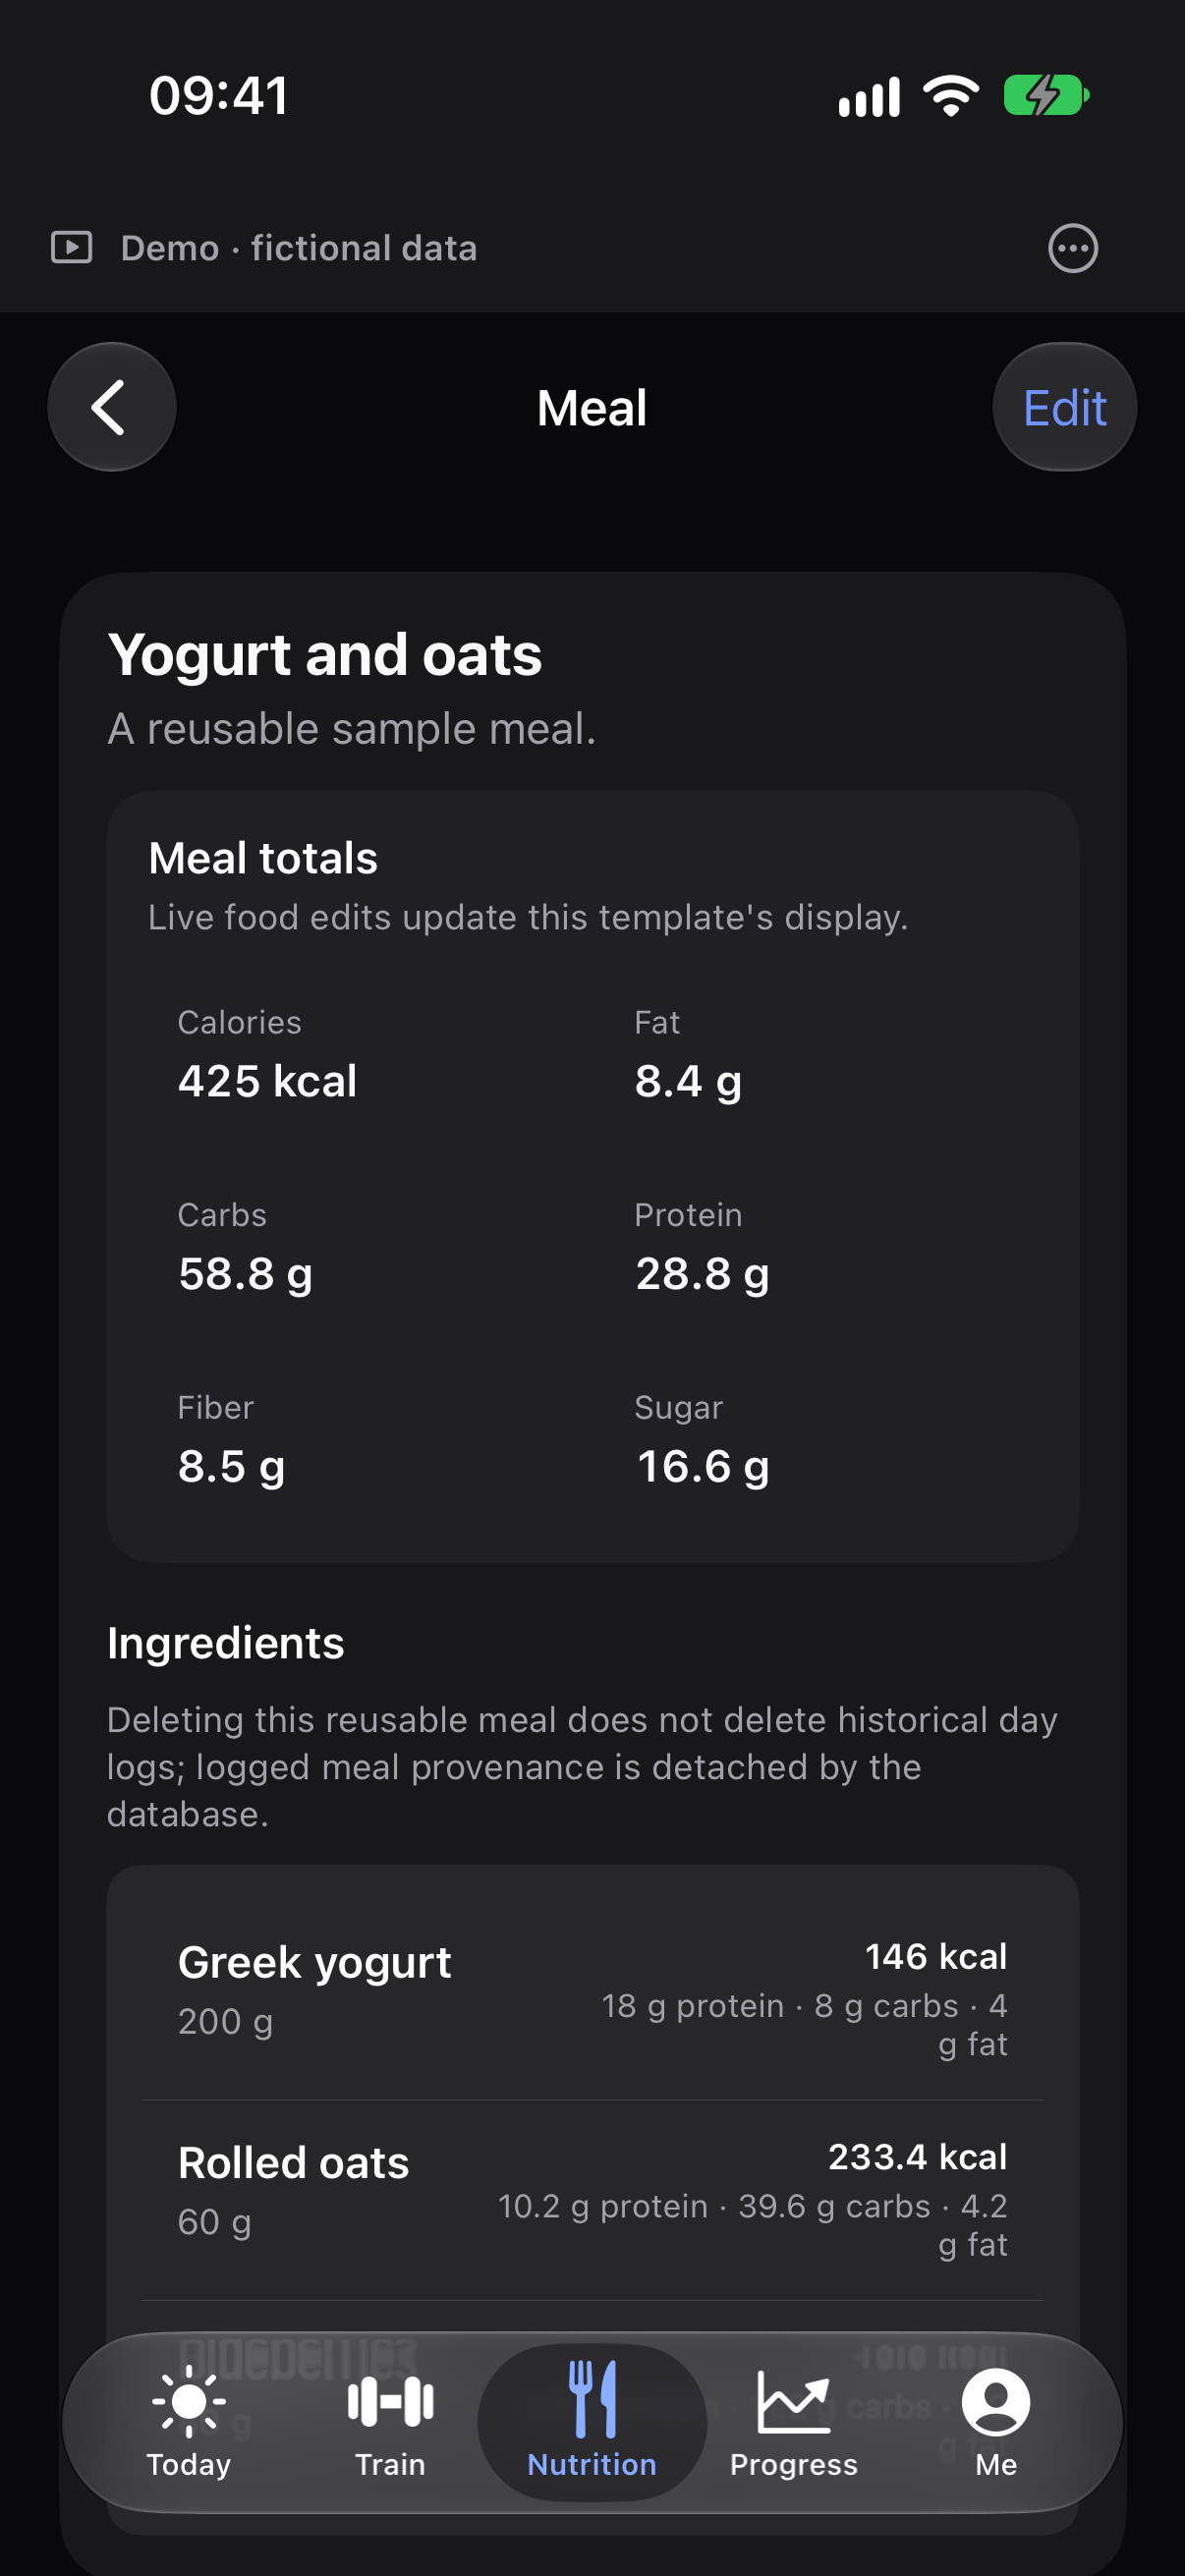 09:41
Demo · fictional data
Meal
Edit
Yogurt and oats
A reusable sample meal.
Meal totals
Live food edits update this template's display.
Calories
425 kcal
Fat
8.4 g
Carbs
58.8 g
Protein
28.8 g
Fiber
8.5 g
Sugar
16.6 g
Ingredients
Deleting this reusable meal does not delete historical day
logs; logged meal provenance is detached by the
database.
Greek yogurt
200 g
146 kcal
18 g protein · 8 g carbs · 4
g fat
Rolled oats
60 g
233.4 kcal
10.2 g protein · 39.6 g carbs · 4.2
g fat
Today
Train
Nutrition
Progress
Me